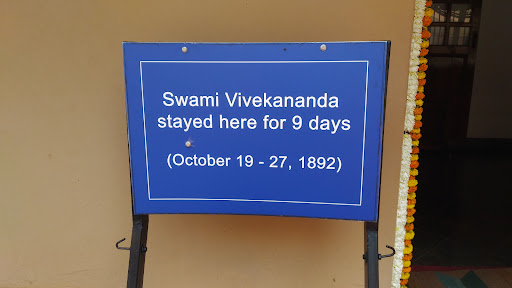 Swami Vivekananda
stayed here for 9 days
(October 19 - 27, 1892)